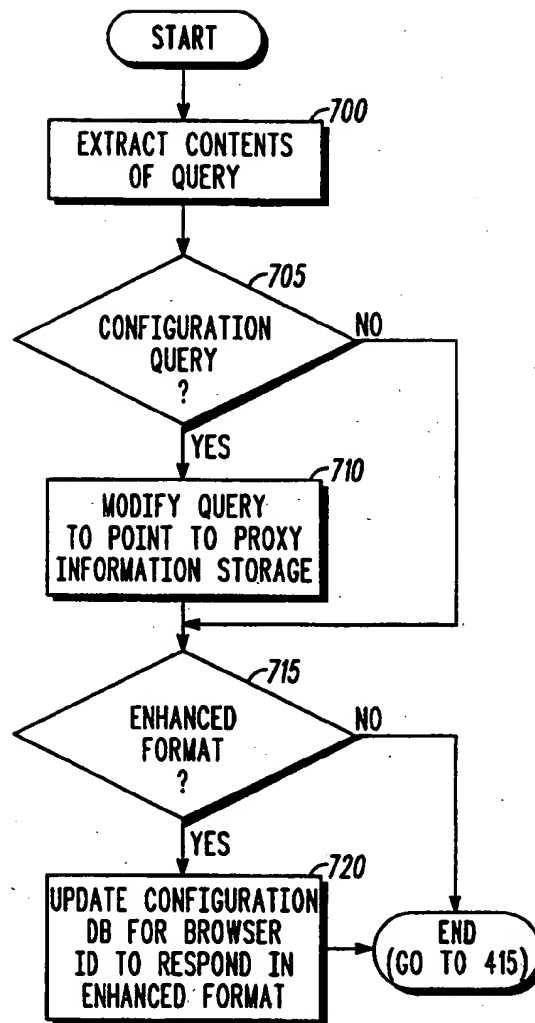 START
700
EXTRACT CONTENTS
OF QUERY
705
CONFIGURATION
QUERY
?
NO
YES
710
MODIFY QUERY
TO POINT TO PROXY
INFORMATION STORAGE
715
ENHANCED
FORMAT
?
NO
YES
720
UPDATE CONFIGURATION
DB FOR BROWSER
ID TO RESPOND IN
ENHANCED FORMAT
END
(GO TO 415)